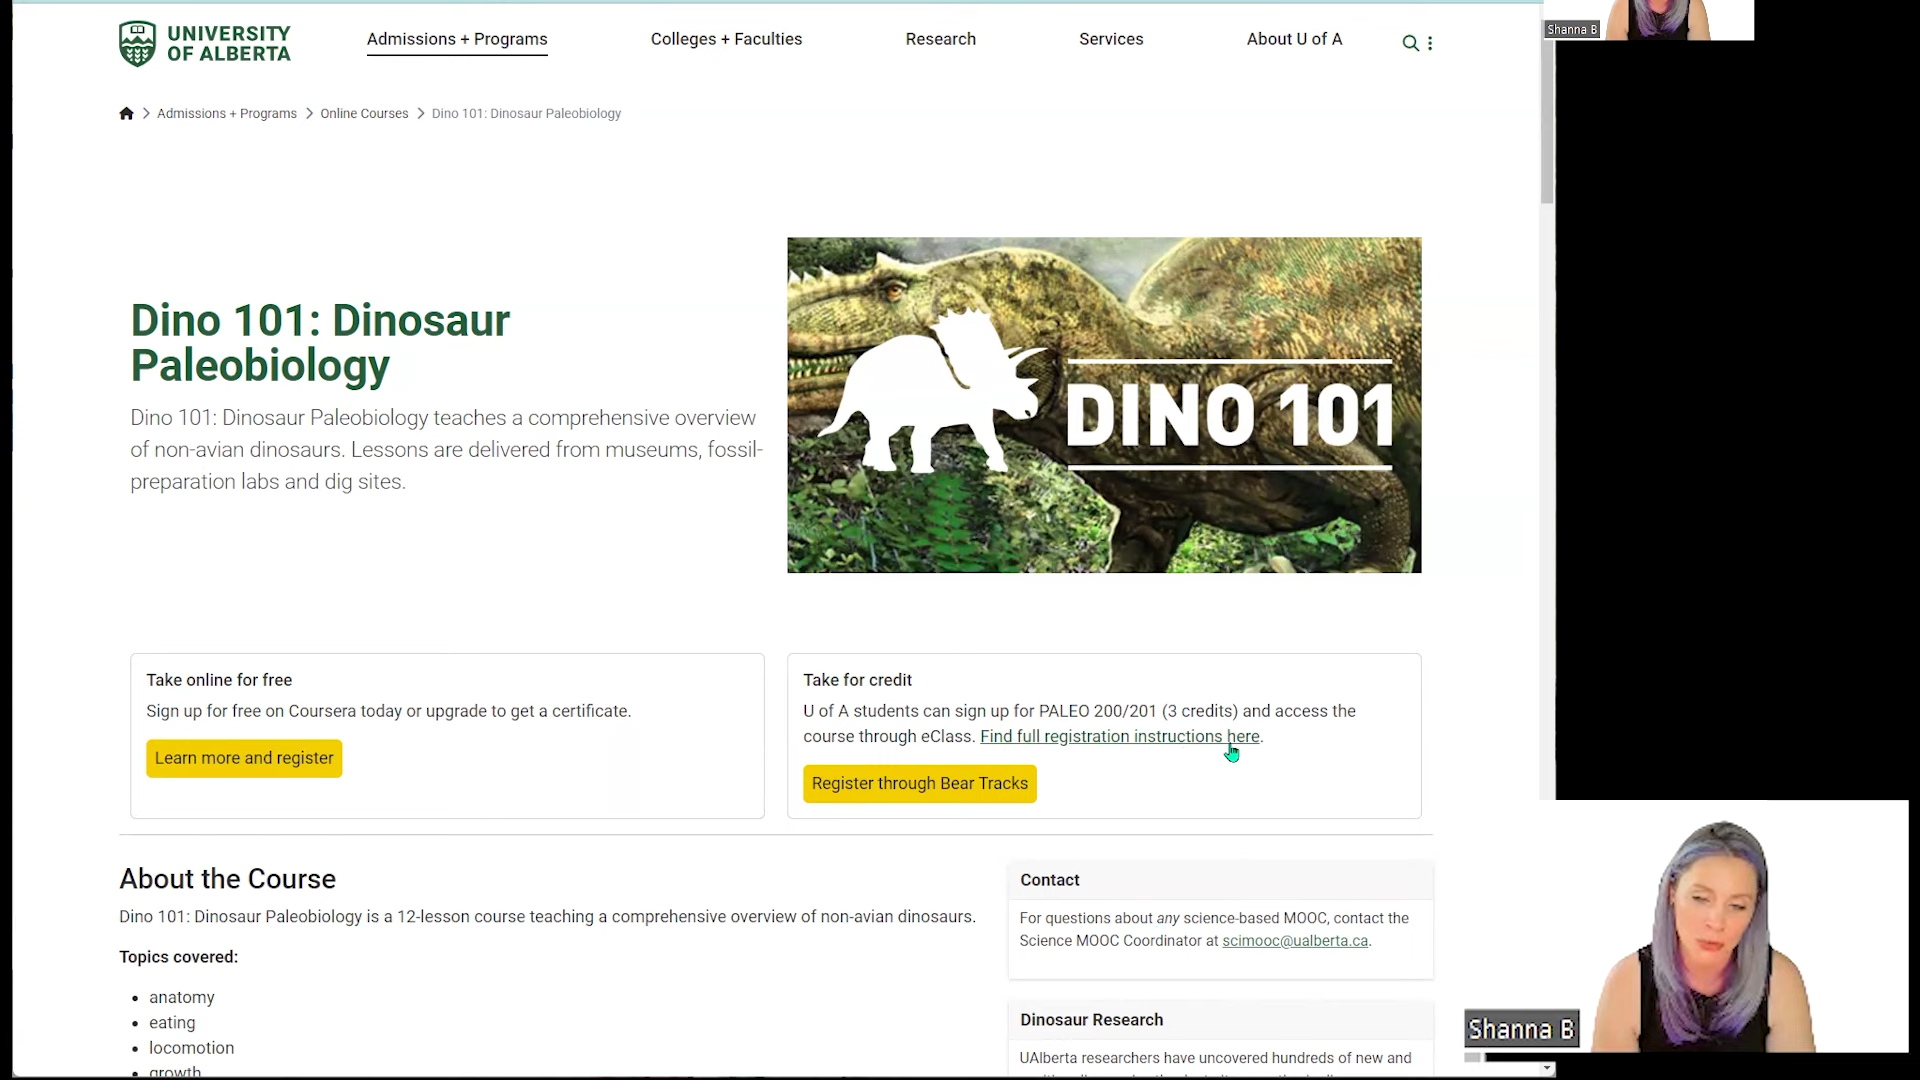 UNIVERSITY
OF ALBERTA
Admissions + Programs
Colleges + Faculties
Research
Services
About U of A
Shanna B
Admissions + Programs
Online Courses
Dino 101: Dinosaur Paleobiology
Dino 101: Dinosaur
Paleobiology
Dino 101: Dinosaur Paleobiology teaches a comprehensive overview
of non-avian dinosaurs. Lessons are delivered from museums, fossil-
preparation labs and dig sites.
DINO 101
Take online for free
Sign up for free on Coursera today or upgrade to get a certificate.
Learn more and register
Take for credit
U of A students can sign up for PALEO 200/201 (3 credits) and access the
course through eClass. Find full registration instructions here.
Register through Bear Tracks
About the Course
Dino 101: Dinosaur Paleobiology is a 12-lesson course teaching a comprehensive overview of non-avian dinosaurs.
Topics covered:
• anatomy
• eating
• locomotion
• growth
Contact
For questions about any science-based MOOC, contact the
Science MOOC Coordinator at scimooc@ualberta.ca.
Dinosaur Research
UAlberta researchers have uncovered hundreds of new and
Shanna B